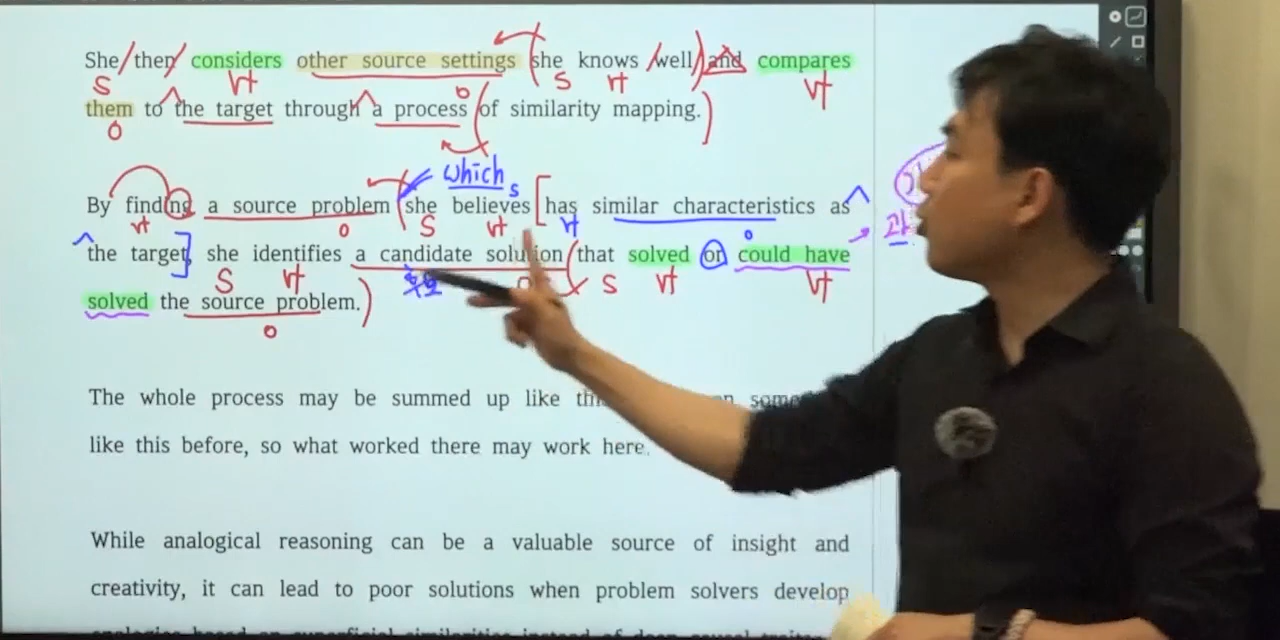 She then considers other source settings she knows well and compares
S vt o S vt vt
them to the target through a process of similarity mapping.
O
which
By finding a source problem she believes has similar characteristics as
vt o S vt s vt o
the target, she identifies a candidate solution that solved or could have
S vt S vt vt
solved the source problem.
o
The whole process may be summed up like
like this before, so what worked there may work here.
While analogical reasoning can be a valuable source of insight and
creativity, it can lead to poor solutions when problem solvers develop